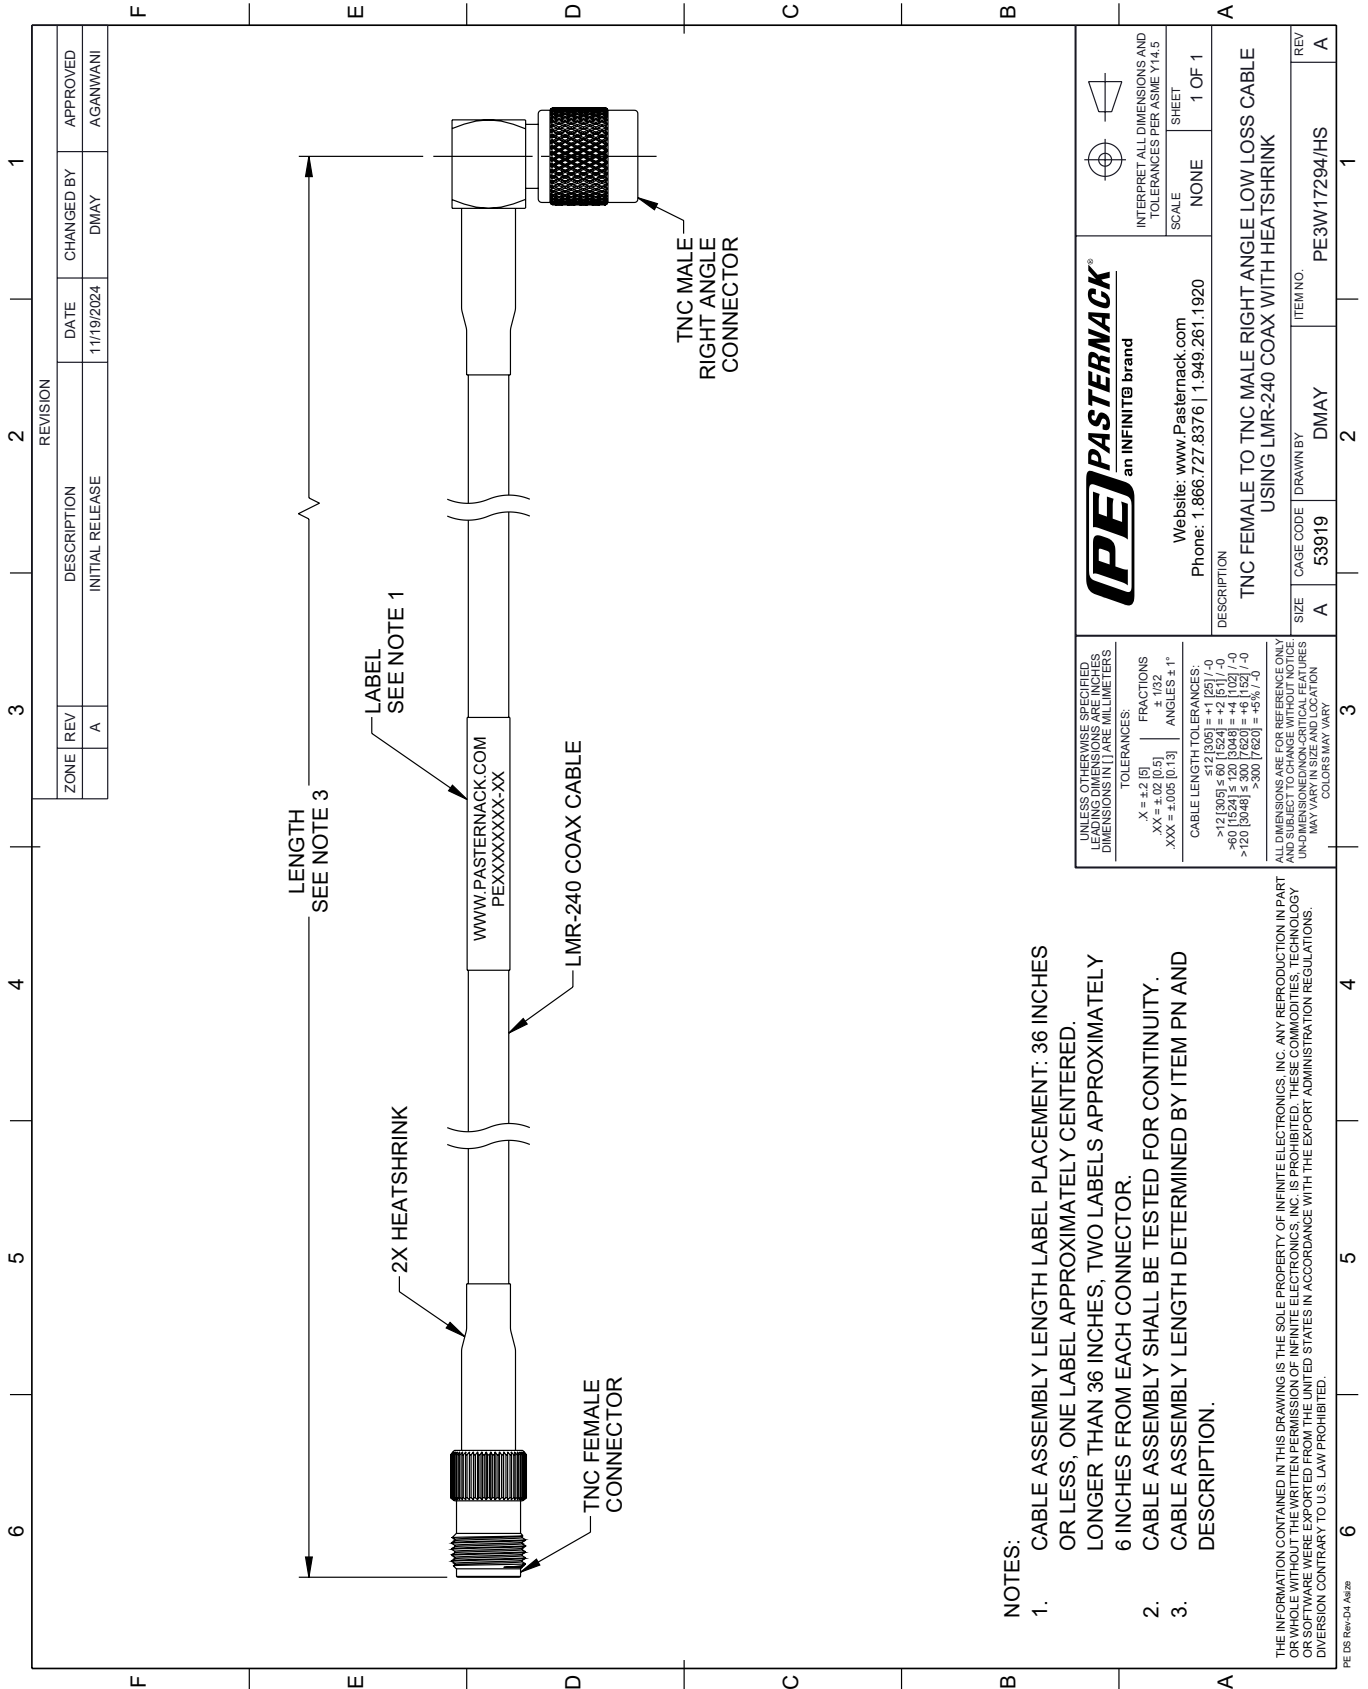 6
5
4
3
2
1
F
E
D
C
B
A
REVISION
ZONE REV DESCRIPTION DATE CHANGED BY APPROVED
A INITIAL RELEASE 11/19/2024 DMAY AGANWANI
LENGTH
SEE NOTE 3
2X HEATSHRINK
LABEL
SEE NOTE 1
WWW.PASTERNACK.COM
PEXXXXXXXX-XX
LMR-240 COAX CABLE
TNC FEMALE
CONNECTOR
TNC MALE
RIGHT ANGLE
CONNECTOR
NOTES:
1. CABLE ASSEMBLY LENGTH LABEL PLACEMENT: 36 INCHES
OR LESS, ONE LABEL APPROXIMATELY CENTERED.
LONGER THAN 36 INCHES, TWO LABELS APPROXIMATELY
6 INCHES FROM EACH CONNECTOR.
2. CABLE ASSEMBLY SHALL BE TESTED FOR CONTINUITY.
3. CABLE ASSEMBLY LENGTH DETERMINED BY ITEM PN AND
DESCRIPTION.
THE INFORMATION CONTAINED IN THIS DRAWING IS THE SOLE PROPERTY OF INFINITE ELECTRONICS, INC. ANY REPRODUCTION IN PART
OR WHOLE WITHOUT THE WRITTEN PERMISSION OF INFINITE ELECTRONICS, INC. IS PROHIBITED. THESE COMMODITIES, TECHNOLOGY
OR SOFTWARE WERE EXPORTED FROM THE UNITED STATES IN ACCORDANCE WITH THE EXPORT ADMINISTRATION REGULATIONS.
DIVERSION CONTRARY TO U.S. LAW PROHIBITED.
UNLESS OTHERWISE SPECIFIED
LEADING DIMENSIONS ARE INCHES
DIMENSIONS IN [ ] ARE MILLIMETERS
TOLERANCES:
.X = ±.2 [5] FRACTIONS
.XX = ±.02 [0.5] ± 1/32
.XXX = ±.005 [0.13] ANGLES ± 1°
CABLE LENGTH TOLERANCES:
≤12 [305] = +1 [25] / -0
>12 [305] ≤ 60 [1524] = +2 [51] / -0
>60 [1524] ≤ 120 [3048] = +4 [102] / -0
>120 [3048] ≤ 300 [7620] = +6 [152] / -0
>300 [7620] = +5% / -0
ALL DIMENSIONS ARE FOR REFERENCE ONLY
AND SUBJECT TO CHANGE WITHOUT NOTICE.
UN-DIMENSIONED/NON-CRITICAL FEATURES
MAY VARY IN SIZE AND LOCATION
COLORS MAY VARY
PE PASTERNACK®
an INFINIT@ brand
Website: www.Pasternack.com
Phone: 1.866.727.8376 | 1.949.261.1920
INTERPRET ALL DIMENSIONS AND
TOLERANCES PER ASME Y14.5
SCALE NONE SHEET 1 OF 1
DESCRIPTION
TNC FEMALE TO TNC MALE RIGHT ANGLE LOW LOSS CABLE
USING LMR-240 COAX WITH HEATSHRINK
SIZE CAGE CODE DRAWN BY ITEM NO. REV
A 53919 DMAY PE3W17294/HS A
PE DS Rev-D4 Asize
6
5
4
3
2
1
F
E
D
C
B
A